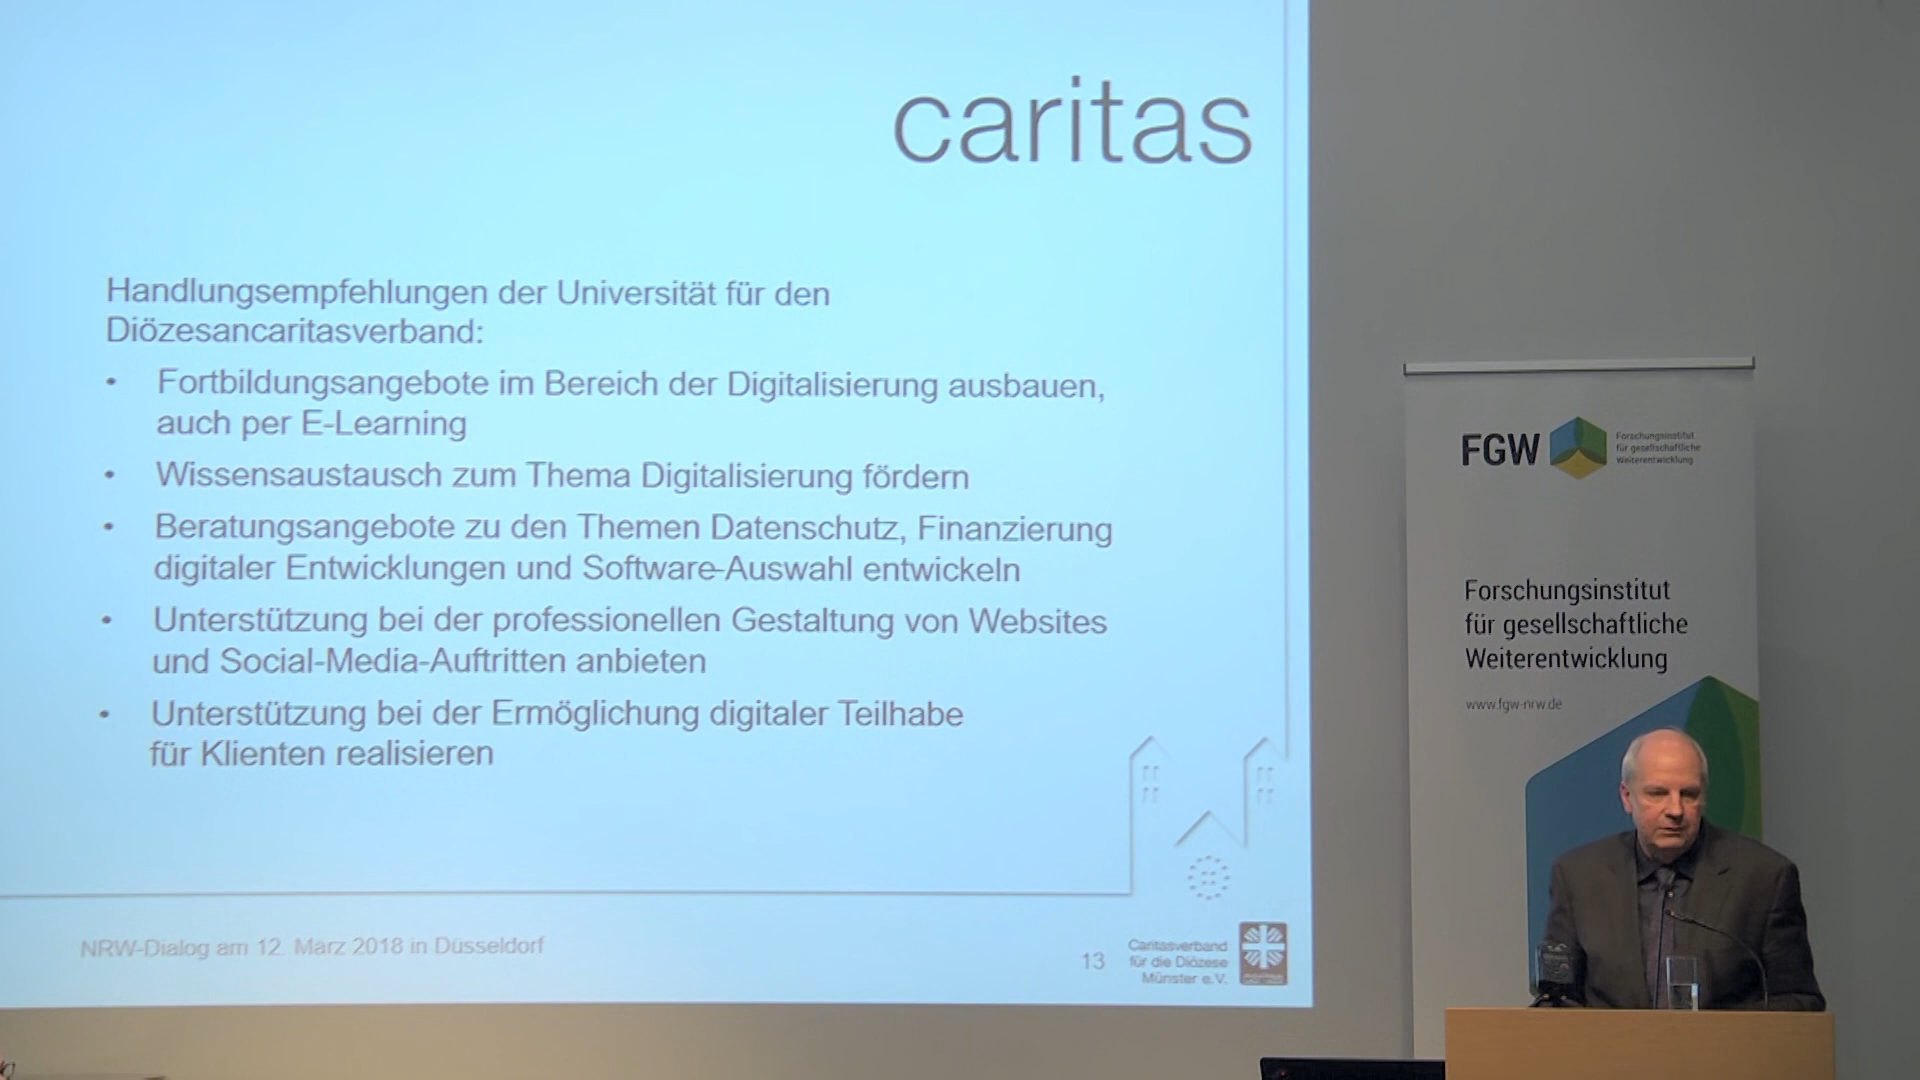 caritas
Handlungsempfehlungen der Universität für den
Diözesancaritasverband:
• Fortbildungsangebote im Bereich der Digitalisierung ausbauen,
auch per E-Learning
• Wissensaustausch zum Thema Digitalisierung fördern
• Beratungsangebote zu den Themen Datenschutz, Finanzierung
digitaler Entwicklungen und Software-Auswahl entwickeln
• Unterstützung bei der professionellen Gestaltung von Websites
und Social-Media-Auftritten anbieten
• Unterstützung bei der Ermöglichung digitaler Teilhabe
für Klienten realisieren
NRW-Dialog am 12. März 2018 in Düsseldorf
13
Caritasverband
für die Diözese
Münster e.V.
FGW
Forschungsinstitut
für gesellschaftliche
Weiterentwicklung
Forschungsinstitut
für gesellschaftliche
Weiterentwicklung
www.fgw-nrw.de